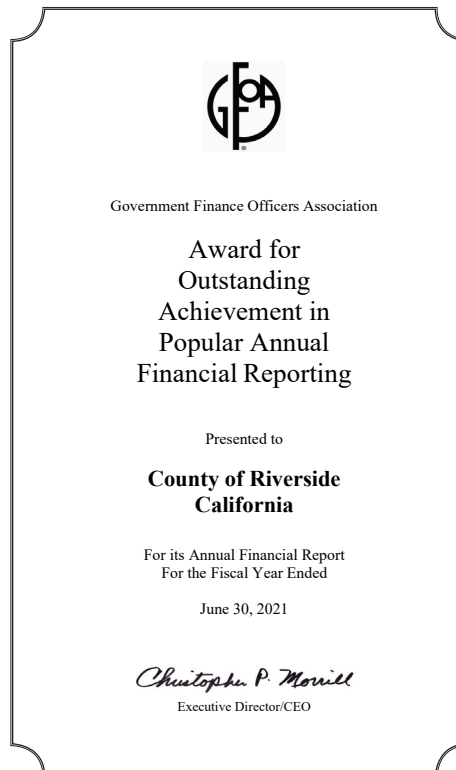 GFOA
®
Government Finance Officers Association
Award for
Outstanding
Achievement in
Popular Annual
Financial Reporting
Presented to
County of Riverside
California
For its Annual Financial Report
For the Fiscal Year Ended
June 30, 2021
Christopher P. Morrill
Executive Director/CEO